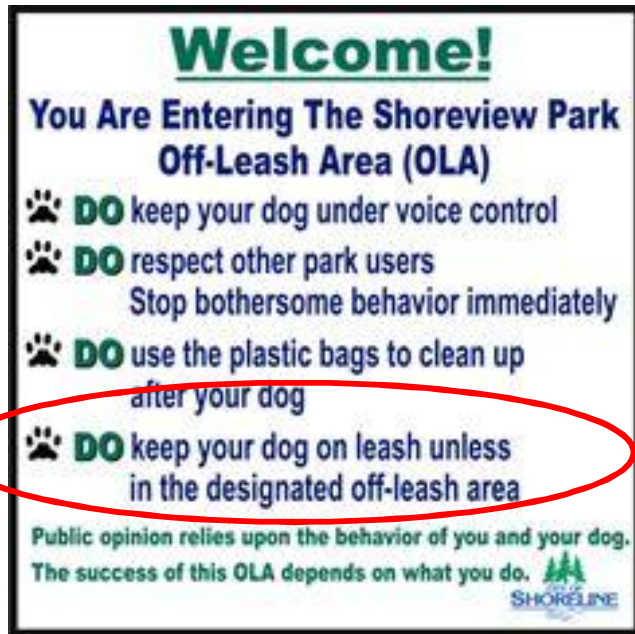 Welcome!
You Are Entering The Shoreview Park
Off-Leash Area (OLA)
DO keep your dog under voice control
DO respect other park users
Stop bothersome behavior immediately
DO use the plastic bags to clean up
after your dog
DO keep your dog on leash unless
in the designated off-leash area
Public opinion relies upon the behavior of you and your dog.
The success of this OLA depends on what you do.
CITY OF
SHORELINE